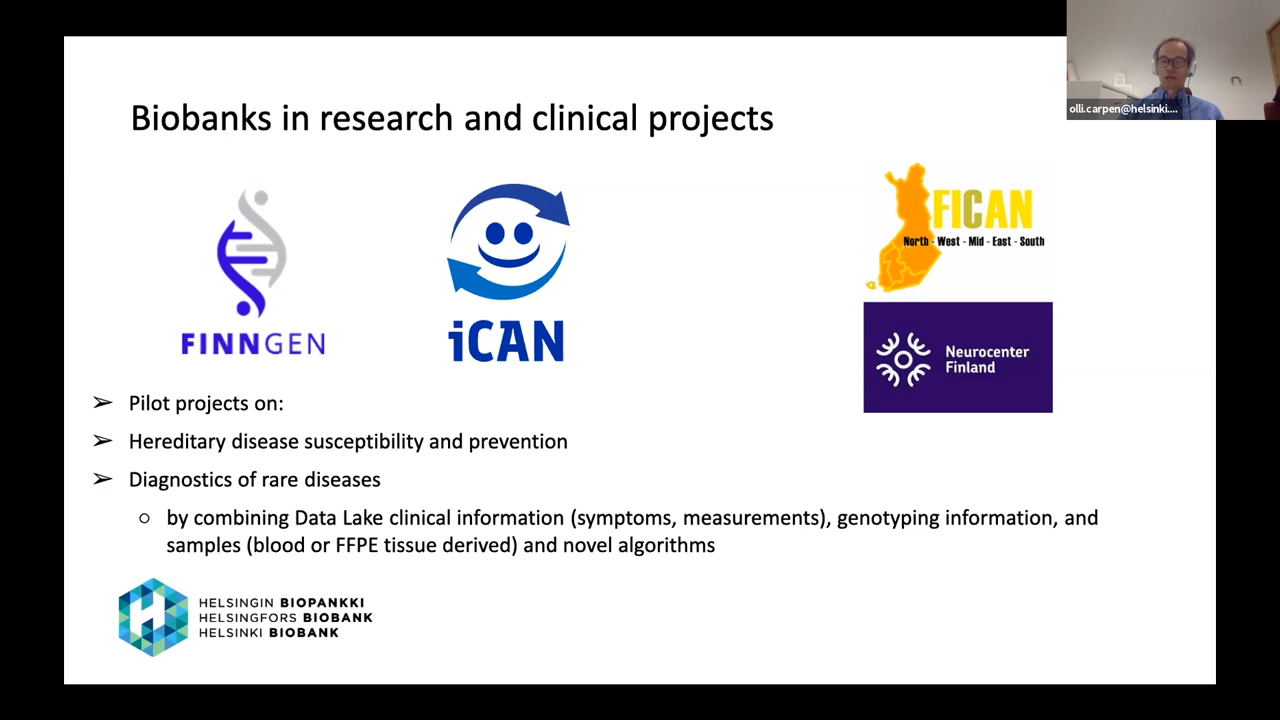 olli.carpen@helsinki....
Biobanks in research and clinical projects
FINNGEN
iCAN
FICAN
North - West - Mid - East - South
Neurocenter
Finland
➢ Pilot projects on:
➢ Hereditary disease susceptibility and prevention
➢ Diagnostics of rare diseases
○ by combining Data Lake clinical information (symptoms, measurements), genotyping information, and
samples (blood or FFPE tissue derived) and novel algorithms
H
HELSINGIN BIOPANKKI
HELSINGFORS BIOBANK
HELSINKI BIOBANK